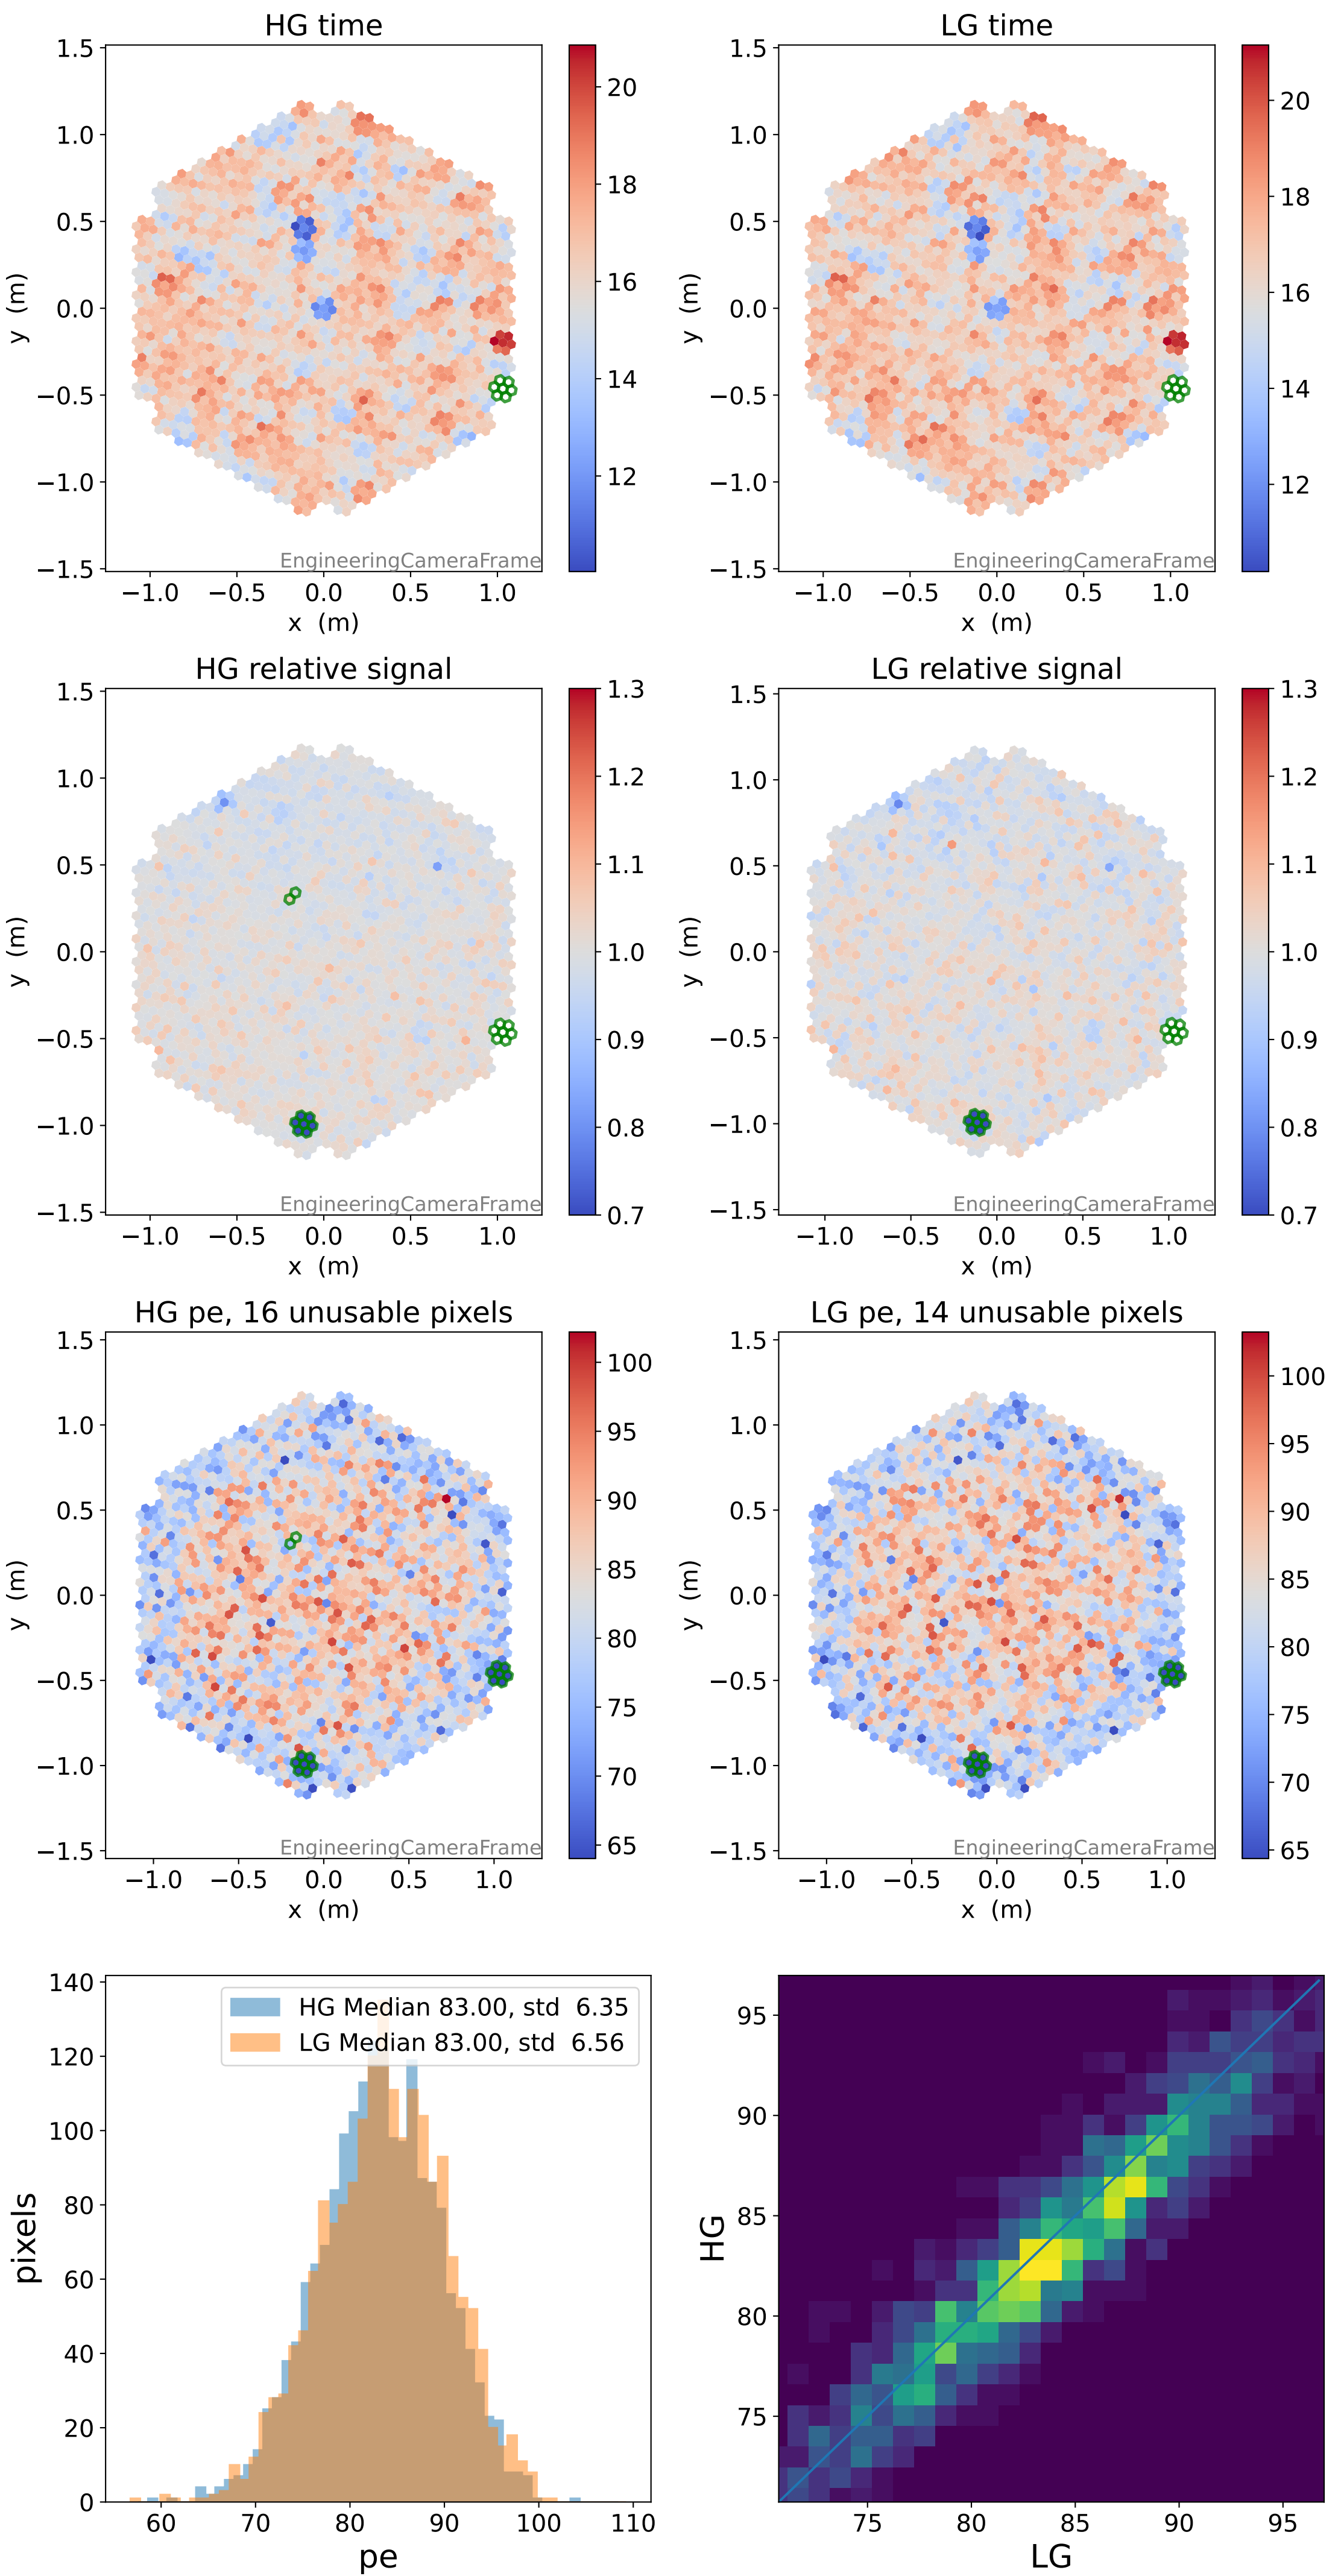 HG time
LG time
1.5
1.0
0.5
0.0
−0.5
−1.0
−1.5
y (m)
−1.0 −0.5 0.0 0.5 1.0
x (m)
EngineeringCameraFrame
20
18
16
14
12
1.5
1.0
0.5
0.0
−0.5
−1.0
−1.5
y (m)
−1.0 −0.5 0.0 0.5 1.0
x (m)
EngineeringCameraFrame
20
18
16
14
12
HG relative signal
LG relative signal
1.5
1.0
0.5
0.0
−0.5
−1.0
−1.5
y (m)
−1.0 −0.5 0.0 0.5 1.0
x (m)
EngineeringCameraFrame
1.3
1.2
1.1
1.0
0.9
0.8
0.7
1.5
1.0
0.5
0.0
−0.5
−1.0
−1.5
y (m)
−1.0 −0.5 0.0 0.5 1.0
x (m)
EngineeringCameraFrame
1.3
1.2
1.1
1.0
0.9
0.8
0.7
HG pe, 16 unusable pixels
LG pe, 14 unusable pixels
1.5
1.0
0.5
0.0
−0.5
−1.0
−1.5
y (m)
−1.0 −0.5 0.0 0.5 1.0
x (m)
EngineeringCameraFrame
100
95
90
85
80
75
70
65
1.5
1.0
0.5
0.0
−0.5
−1.0
−1.5
y (m)
−1.0 −0.5 0.0 0.5 1.0
x (m)
EngineeringCameraFrame
100
95
90
85
80
75
70
65
HG Median 83.00, std 6.35
LG Median 83.00, std 6.56
140
120
100
80
60
40
20
0
pixels
60 70 80 90 100 110
pe
95
90
85
80
75
HG
75 80 85 90 95
LG